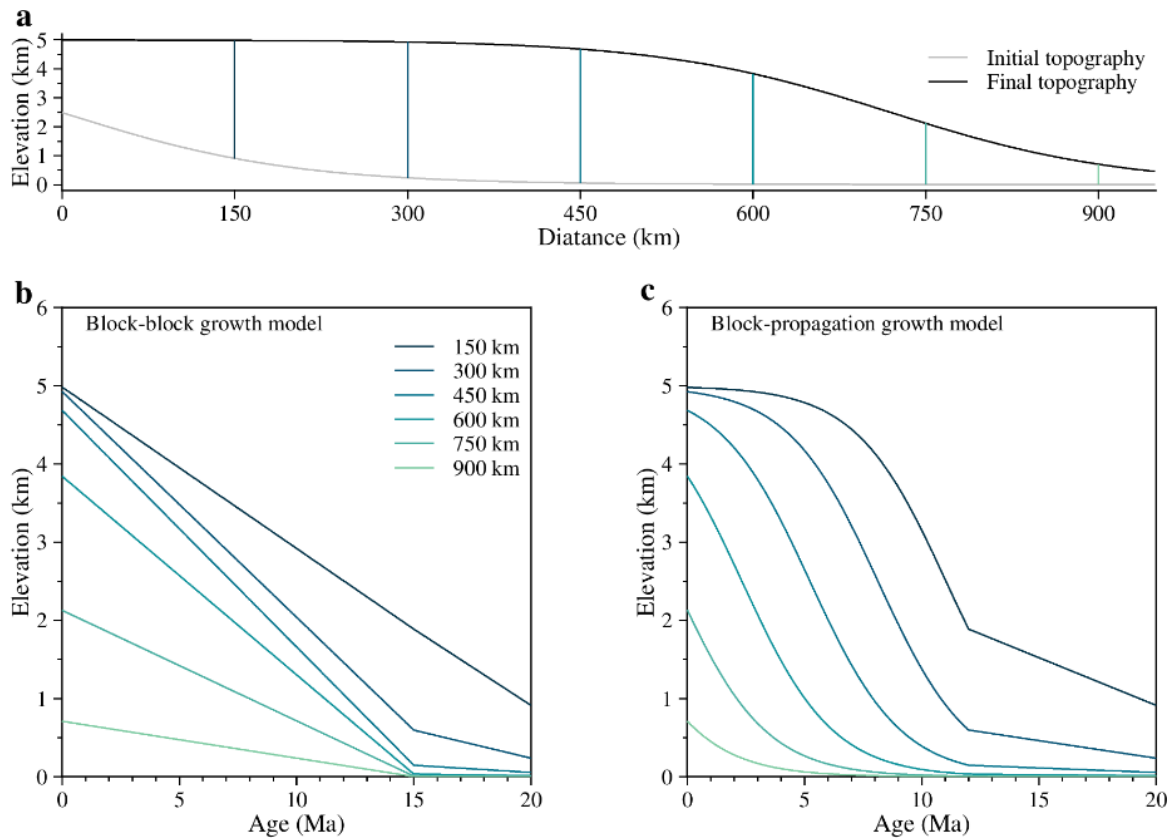 a
Elevation (km)
5
4
3
2
1
0
Initial topography
Final topography
0 150 300 450 600 750 900
Diatance (km)
b
Elevation (km)
6
5
4
3
2
1
0
Block-block growth model
150 km
300 km
450 km
600 km
750 km
900 km
0 5 10 15 20
Age (Ma)
c
Elevation (km)
6
5
4
3
2
1
0
Block-propagation growth model
0 5 10 15 20
Age (Ma)